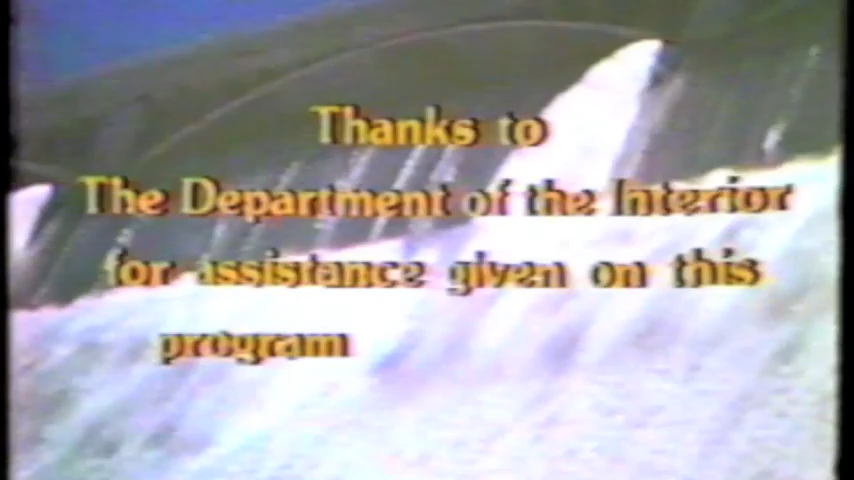 Thanks to
The Department of the Interior
for assistance given on this
program